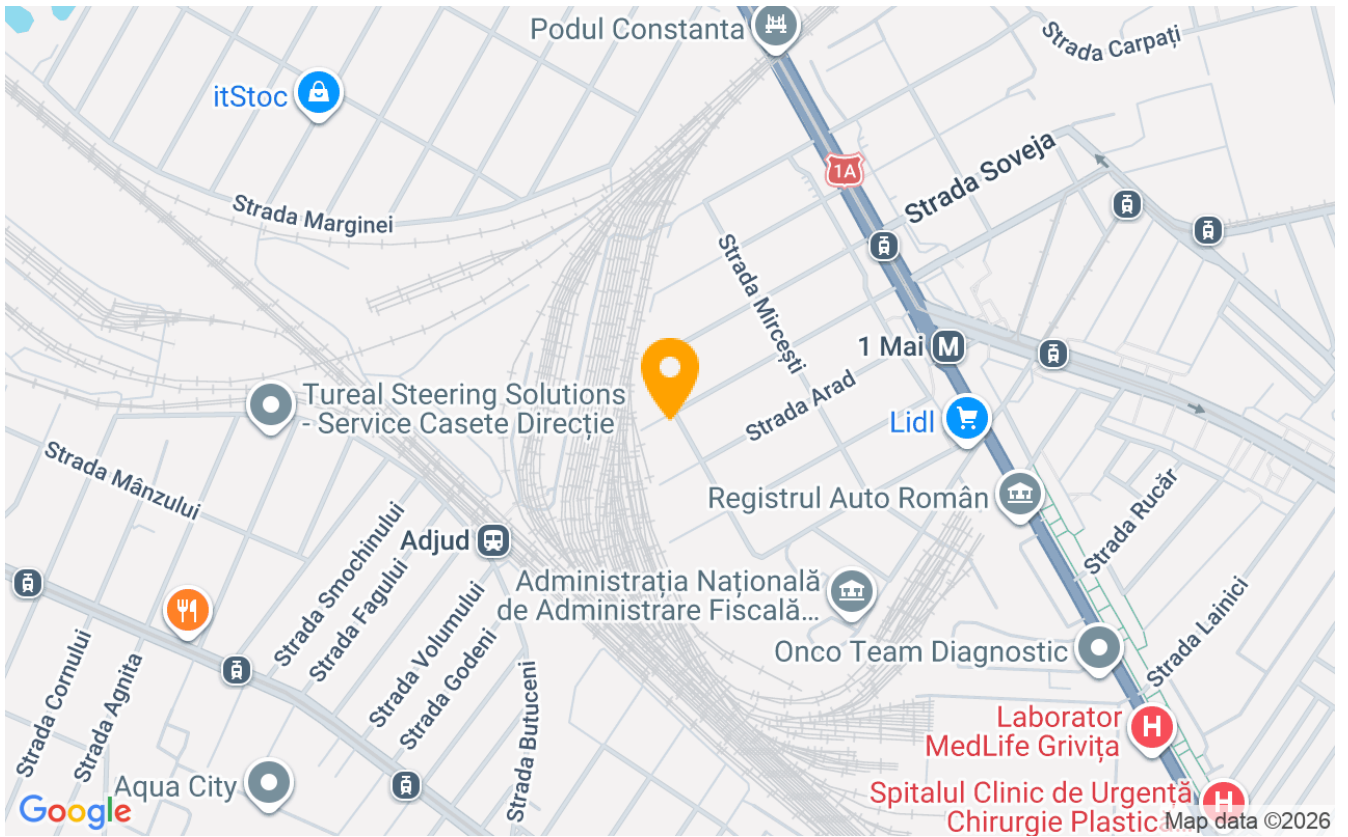 Podul Constanta
Strada Carpați
itStoc
1A
Strada Soveja
Strada Marginei
Strada Mircești
1 Mai M
Tureal Steering Solutions
- Service Casete Direcție
Strada Arad
Lidl
Strada Mânzului
Registrul Auto Român
Strada Rucăr
Strada Smochinului
Adjud
Strada Fagului
Administrația Națională
de Administrare Fiscală...
Strada Volumului
Strada Godeni
Strada Lainici
Strada Cornului
Strada Agnita
Onco Team Diagnostic
Strada Butuceni
Laborator
MedLife Grivița
H
Aqua City
Spitalul Clinic de Urgență
Chirurgie Plastic
H
Google
Map data ©2026